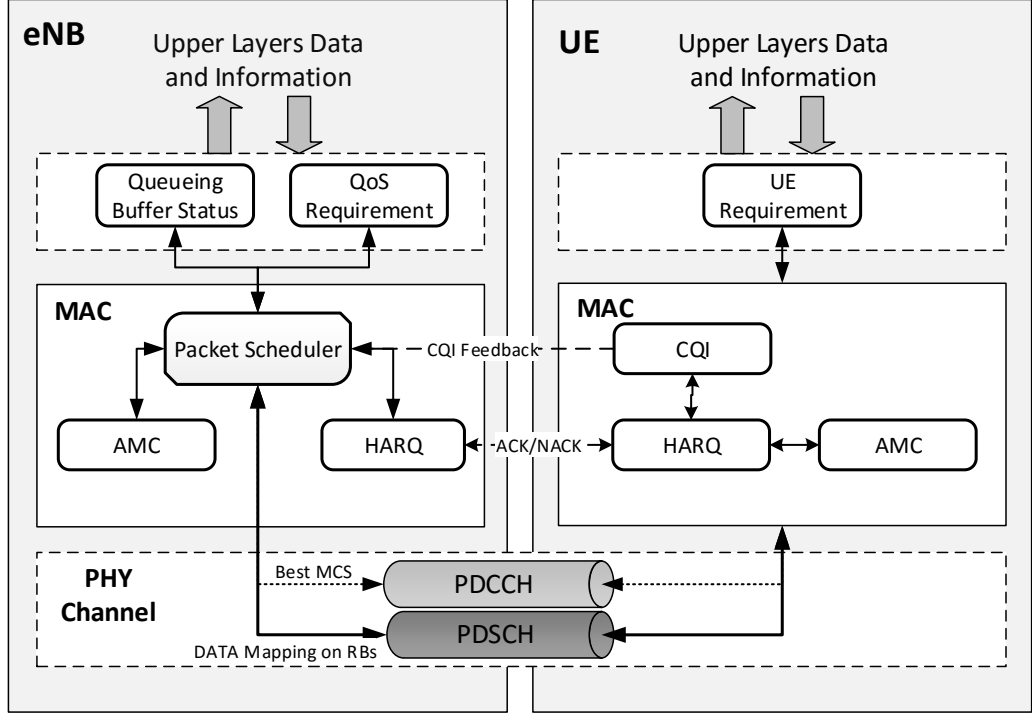 eNB
Upper Layers Data
and Information
Queueing
Buffer Status
QoS
Requirement
MAC
Packet Scheduler
AMC
HARQ
UE
Upper Layers Data
and Information
UE
Requirement
MAC
CQI Feedback
CQI
ACK/NACK
HARQ
AMC
PHY
Channel
Best MCS
PDCCH
PDSCH
DATA Mapping on RBs